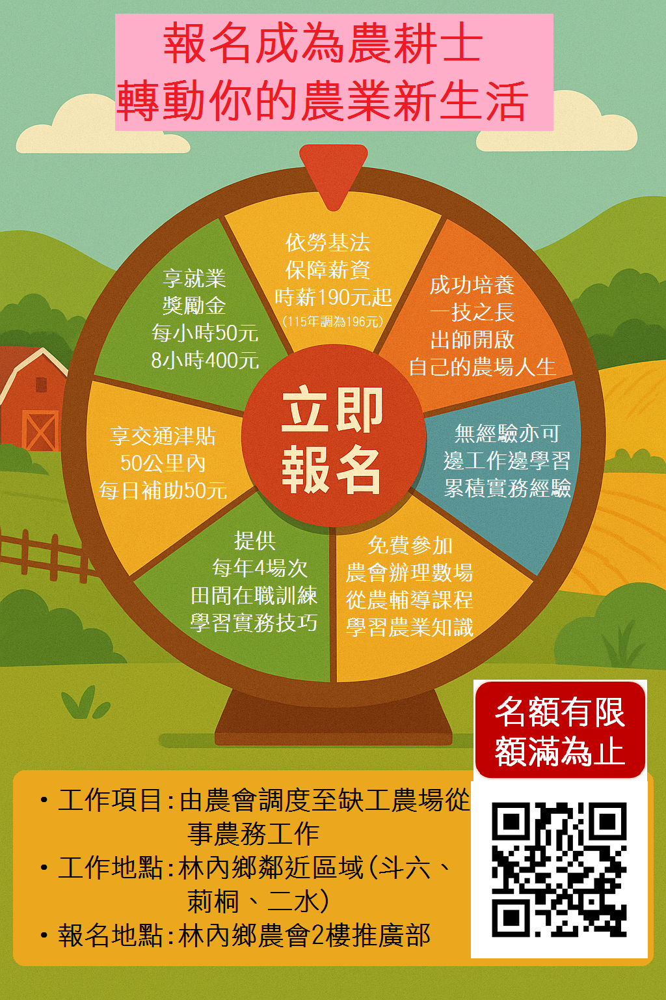 報名成為農耕士
轉動你的農業新生活
依勞基法
保障薪資
時薪190元起
(115年調為196元)
成功培養
一技之長
出師開啟
自己的農場人生
無經驗亦可
邊工作邊學習
累積實務經驗
免費參加
農會辦理數場
從農輔導課程
學習農業知識
提供
每年4場次
田間在職訓練
學習實務技巧
享交通津貼
50公里內
每日補助50元
享就業
獎勵金
每小時50元
8小時400元
立即
報名
名額有限
額滿為止
・工作項目:由農會調度至缺工農場從
事農務工作
・工作地點:林內鄉鄰近區域(斗六、
莿桐、二水)
・報名地點:林內鄉農會2樓推廣部